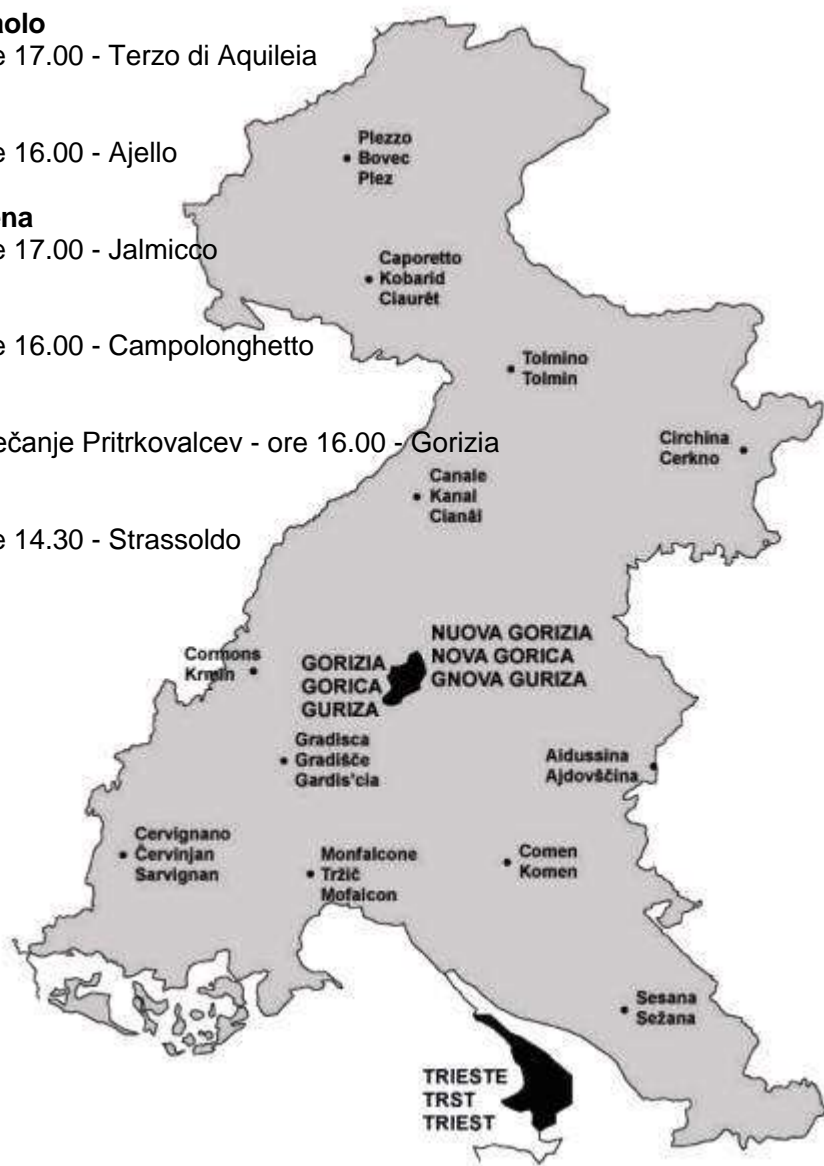 aolo
e 17.00 - Terzo di Aquileia
e 16.00 - Ajello
na
e 17.00 - Jalmicco
e 16.00 - Campolonghetto
ečanje Pritrkovalcev - ore 16.00 - Gorizia
e 14.30 - Strassoldo
Plezzo
Bovec
Plez
Caporetto
Kobarid
Ciaurêt
Tolmino
Tolmin
Circhina
Cerkno
Canale
Kanal
Cianâl
NUOVA GORIZIA
NOVA GORICA
GNOVA GURIZA
GORIZIA
GORICA
GURIZA
Cormons
Krmin
Gradisca
Gradišče
Gardis'cia
Aidussina
Ajdovščina
Cervignano
Červinjan
Sarvignan
Monfalcone
Tržič
Mofalcon
Comen
Komen
Sesana
Sežana
TRIESTE
TRST
TRIEST